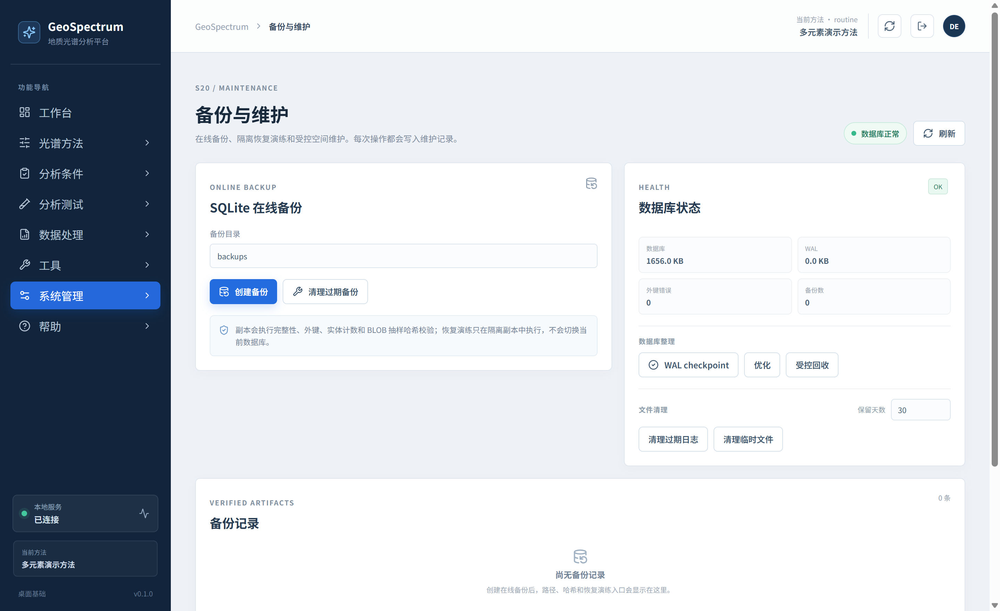 GeoSpectrum
地质光谱分析平台
功能导航
工作台
光谱方法
分析条件
分析测试
数据处理
工具
系统管理
帮助
本地服务
已连接
当前方法
多元素演示方法
桌面基础
v0.1.0
GeoSpectrum
备份与维护
当前方法 • routine
多元素演示方法
DE
S20 / MAINTENANCE
备份与维护
在线备份、隔离恢复演练和受控空间维护。每次操作都会写入维护记录。
数据库正常
刷新
ONLINE BACKUP
SQLite 在线备份
备份目录
backups
创建备份
清理过期备份
副本会执行完整性、外键、实体计数和 BLOB 抽样哈希校验；恢复演练只在隔离副本中执行，不会切换当
前数据库。
HEALTH
OK
数据库状态
数据库
1656.0 KB
WAL
0.0 KB
外键错误
0
备份数
0
数据库整理
WAL checkpoint
优化
受控回收
文件清理
保留天数
30
清理过期日志
清理临时文件
VERIFIED ARTIFACTS
0 条
备份记录
尚无备份记录
创建在线备份后，路径、哈希和恢复演练入口会显示在这里。